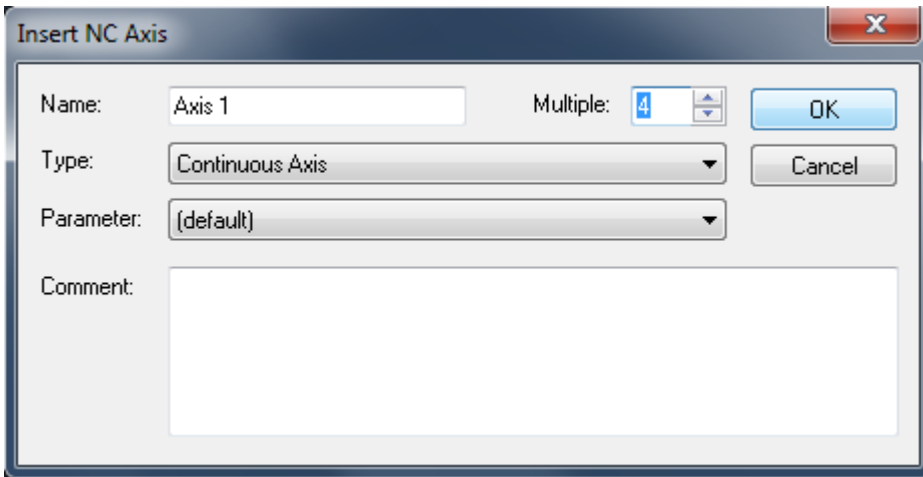 Insert NC Axis
Name: Axis 1 Multiple: 4 OK
Type: Continuous Axis Cancel
Parameter: (default)
Comment: